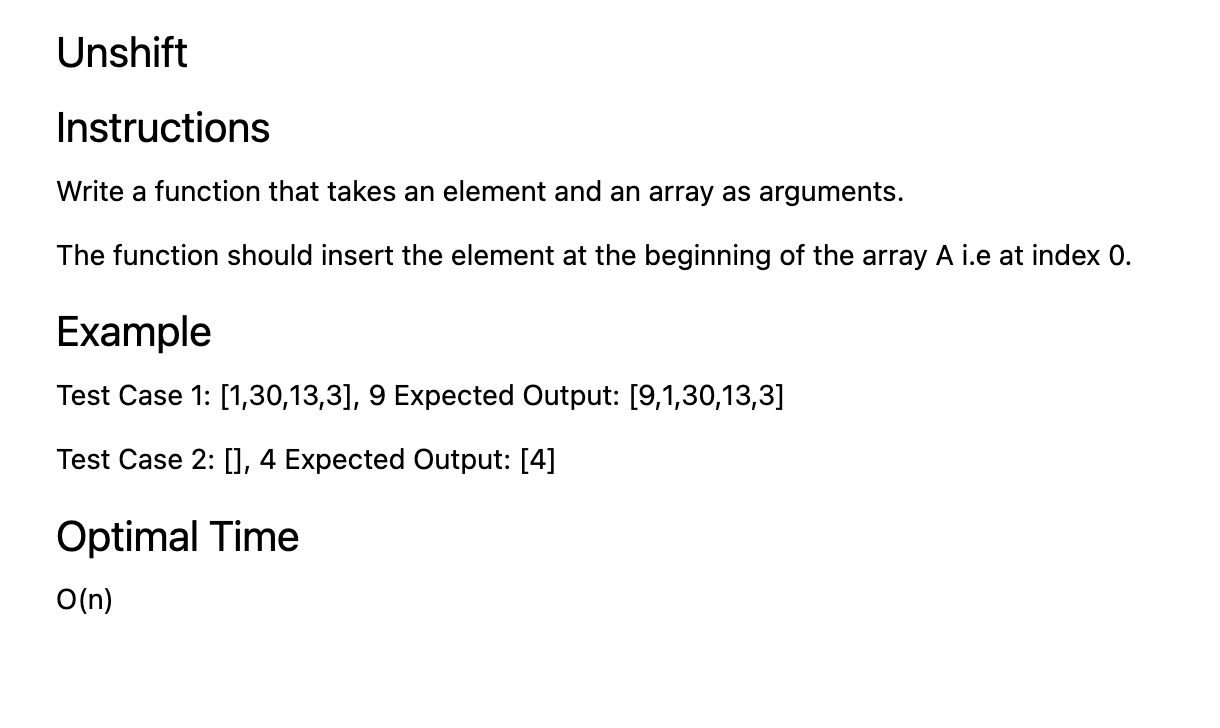 Unshift
Instructions
Write a function that takes an element and an array as arguments.
The function should insert the element at the beginning of the array A i.e at index 0.
Example
Test Case 1: [1,30,13,3], 9 Expected Output: [9,1,30,13,3]
Test Case 2: [], 4 Expected Output: [4]
Optimal Time
O(n)